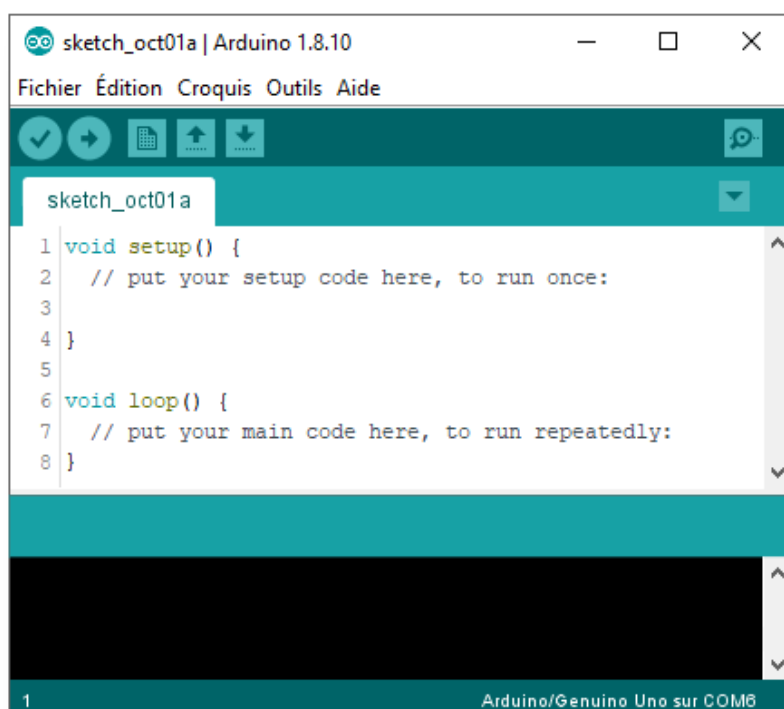 sketch_oct01a | Arduino 1.8.10
Fichier Édition Croquis Outils Aide
sketch_oct01a
1 void setup() {
2 // put your setup code here, to run once:
3
4 }
5
6 void loop() {
7 // put your main code here, to run repeatedly:
8 }
1 Arduino/Genuino Uno sur COM6